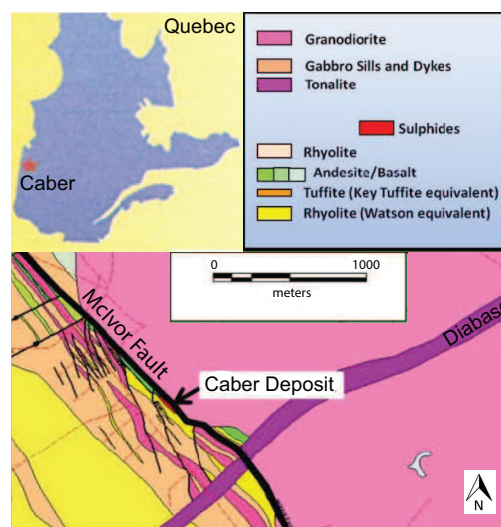 Quebec
Caber
Granodiorite
Gabbro Sills and Dykes
Tonalite
Sulphides
Rhyolite
Andesite/Basalt
Tuffite (Key Tuffite equivalent)
Rhyolite (Watson equivalent)
0 1000
meters
McIvor Fault
Diabase
Caber Deposit
N